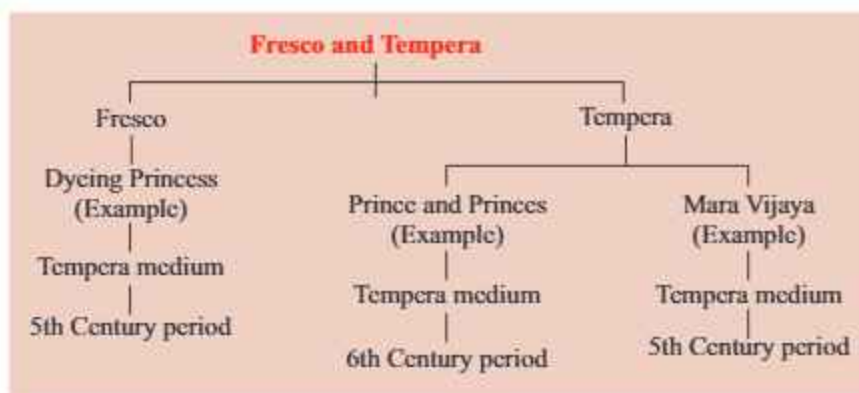 Fresco and Tempera
Fresco
Tempera
Dyeing Princess
(Example)
Tempera medium
5th Century period
Prince and Princes
(Example)
Tempera medium
6th Century period
Mara Vijaya
(Example)
Tempera medium
5th Century period